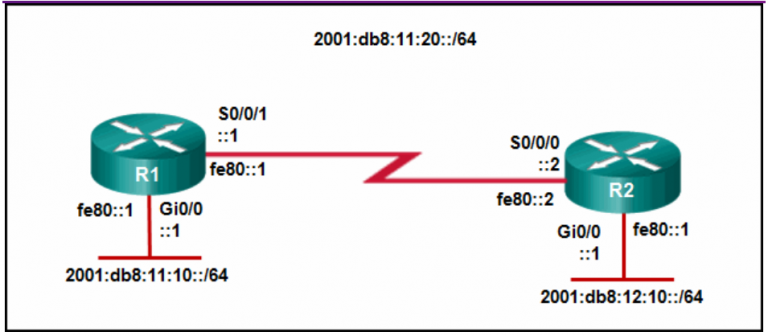 2001:db8:11:20::/64
S0/0/1
::1
fe80::1
R1
fe80::1
Gi0/0
::1
2001:db8:11:10::/64
S0/0/0
::2
fe80::2
R2
Gi0/0
::1
fe80::1
2001:db8:12:10::/64